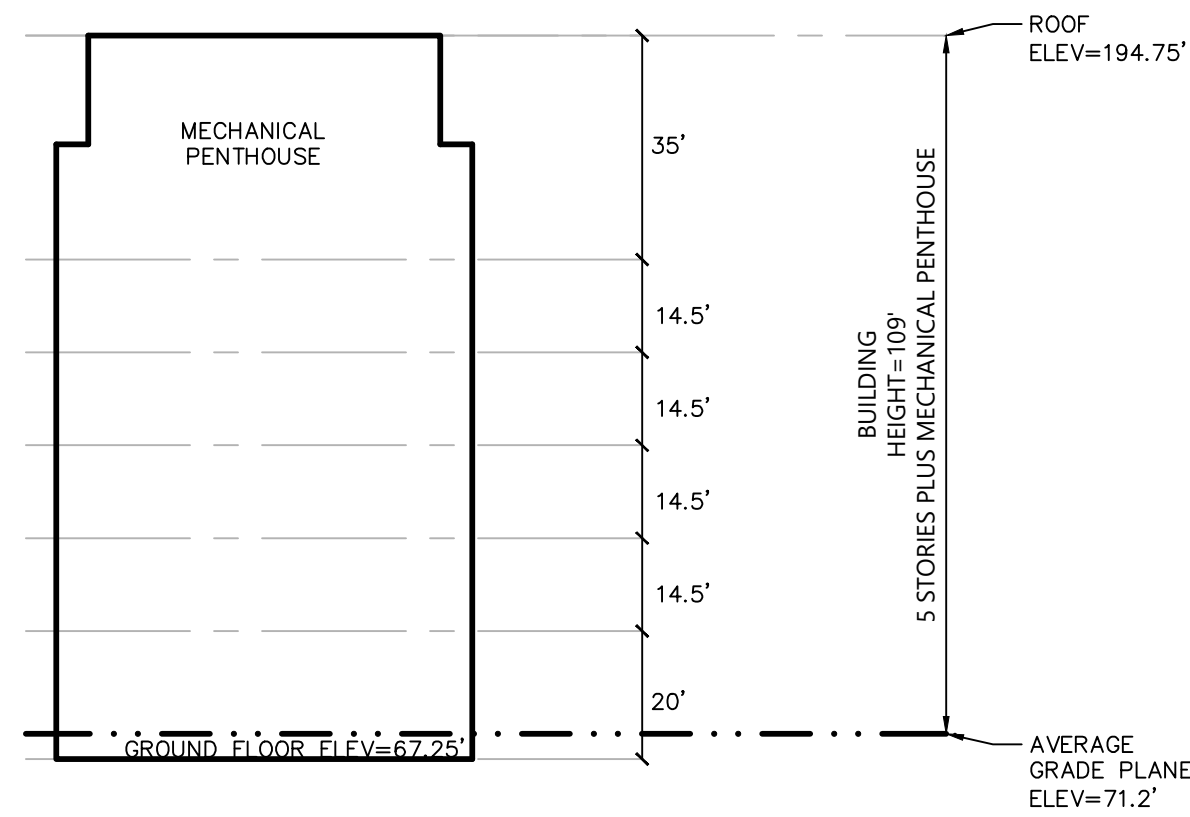 ROOF
ELEV=194.75'
MECHANICAL
PENTHOUSE
35'
14.5'
14.5'
14.5'
14.5'
20'
BUILDING
HEIGHT=109'
5 STORIES PLUS MECHANICAL PENTHOUSE
GROUND FLOOR ELEV=67.25'
AVERAGE
GRADE PLANE
ELEV=71.2'